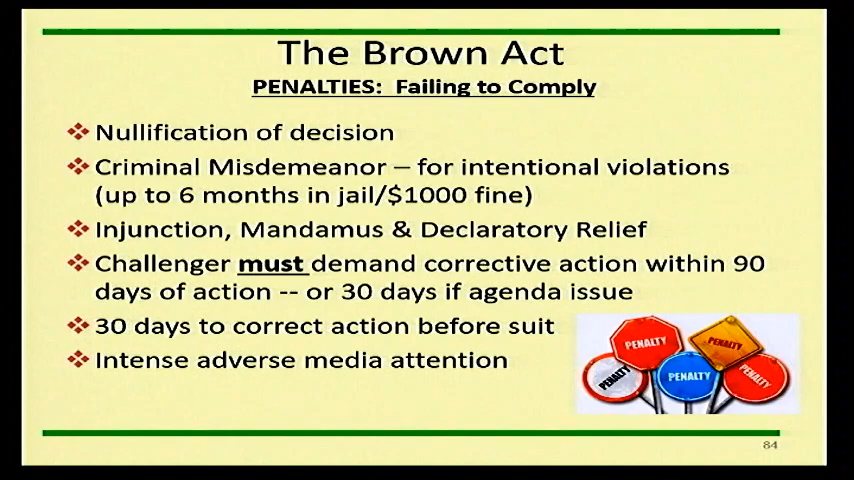 The Brown Act
PENALTIES:  Failing to Comply
Nullification of decision
Criminal Misdemeanor – for intentional violations
(up to 6 months in jail/$1000 fine)
Injunction, Mandamus & Declaratory Relief
Challenger must demand corrective action within 90
days of action -- or 30 days if agenda issue
30 days to correct action before suit
Intense adverse media attention
PENALTY
PENALTY
PENALTY
PENALTY
PENALTY
84